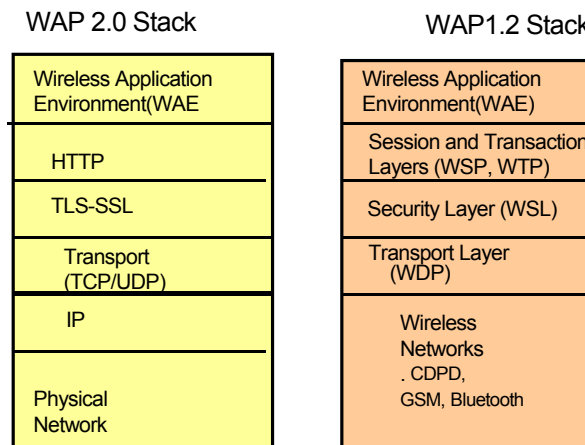 WAP 2.0 Stack
Wireless Application
Environment(WAE
HTTP
TLS-SSL
Transport
(TCP/UDP)
IP
Physical
Network
WAP1.2 Stack
Wireless Application
Environment(WAE)
Session and Transaction
Layers (WSP, WTP)
Security Layer (WSL)
Transport Layer
(WDP)
Wireless
Networks
. CDPD,
GSM, Bluetooth